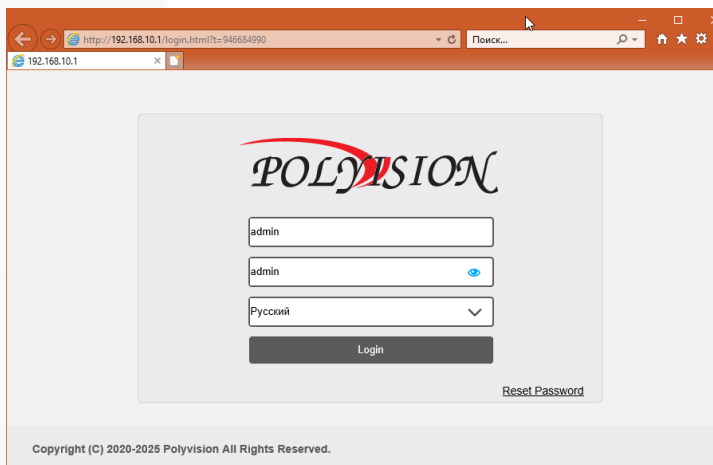 http://192.168.10.1/login.html?t=946684990
Поиск...
192.168.10.1
POLYVISION
admin
admin
Русский
Login
Reset Password
Copyright (C) 2020-2025 Polyvision All Rights Reserved.